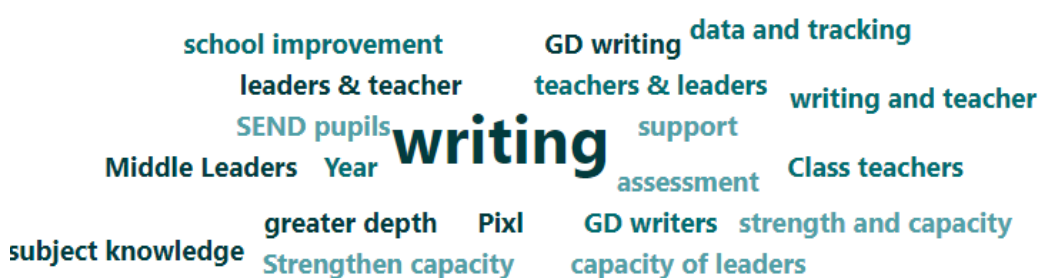 school improvement GD writing data and tracking
leaders & teacher teachers & leaders writing and teacher
SEND pupils writing support
Middle Leaders Year assessment Class teachers
greater depth Pixl GD writers strength and capacity
subject knowledge Strengthen capacity capacity of leaders